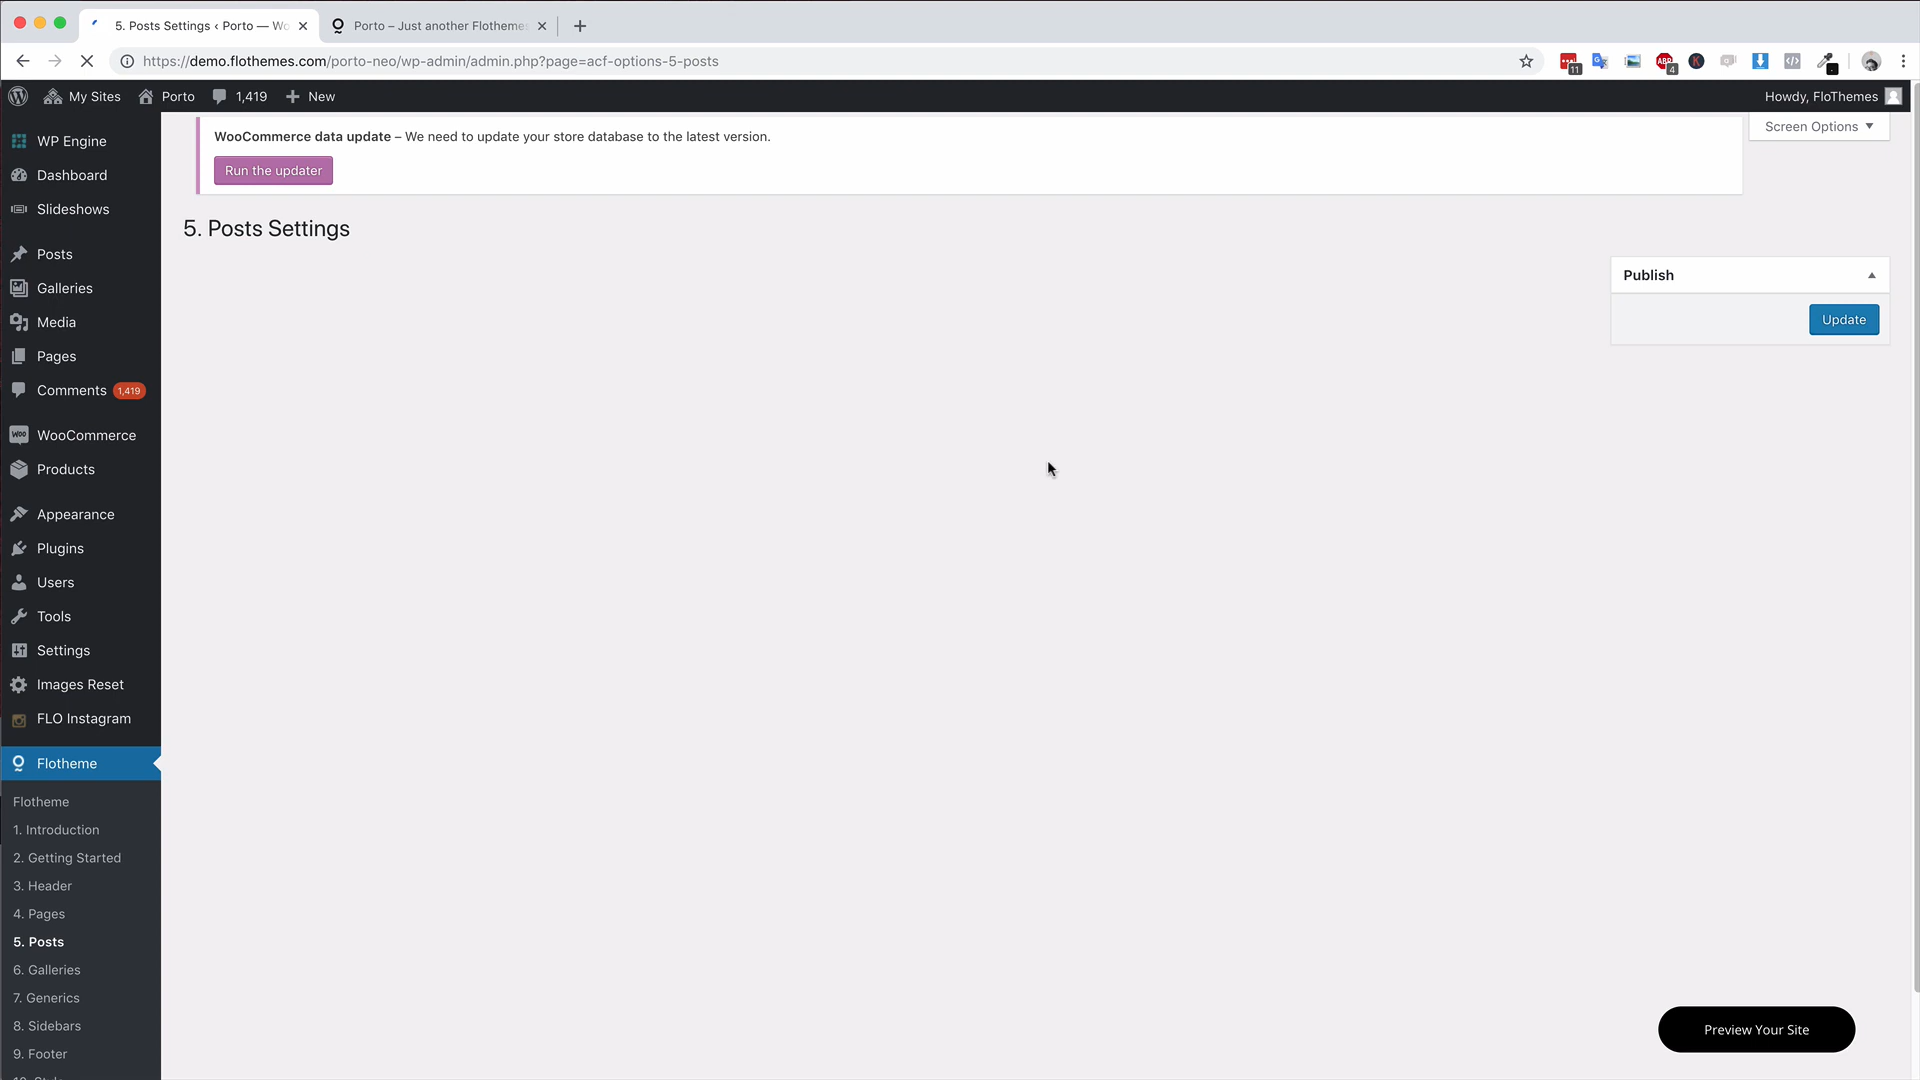 5. Posts Settings ‹ Porto — Wo
Porto – Just another Flothemes
https://demo.flothemes.com/porto-neo/wp-admin/admin.php?page=acf-options-5-posts
11
ABP
4
K
My Sites
Porto
1,419
New
Howdy, FloThemes
Screen Options
WooCommerce data update – We need to update your store database to the latest version.
Run the updater
5. Posts Settings
Publish
Update
WP Engine
Dashboard
Slideshows
Posts
Galleries
Media
Pages
Comments 1,419
Woo WooCommerce
Products
Appearance
Plugins
Users
Tools
Settings
Images Reset
FLO Instagram
Flotheme
Flotheme
1. Introduction
2. Getting Started
3. Header
4. Pages
5. Posts
6. Galleries
7. Generics
8. Sidebars
9. Footer
Preview Your Site